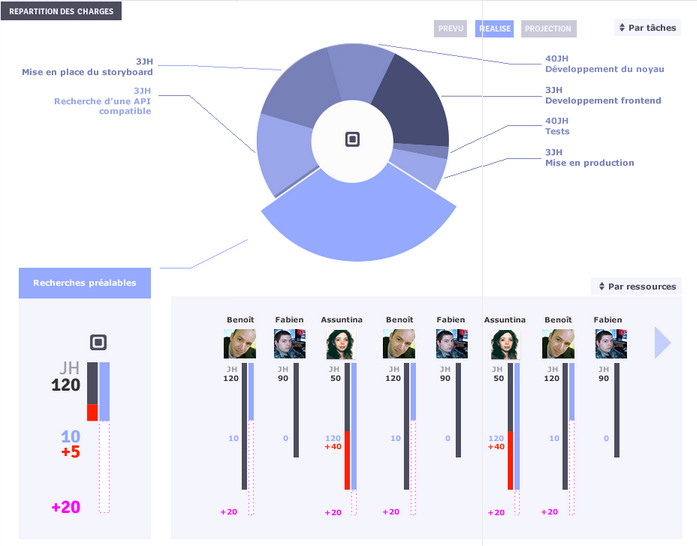 REPARTITION DES CHARGES
PREVU
REALISE
PROJECTION
Par tâches
3JH
Mise en place du storyboard
3JH
Recherche d'une API
compatible
40JH
Développement du noyau
3JH
Developpement frontend
40JH
Tests
3JH
Mise en production
Recherches préalables
Par ressources
JH
120
10
+5
+20
Benoît Fabien Assuntina Benoît Fabien Assuntina Benoît Fabien
JH JH JH JH JH JH JH JH
120 90 50 120 90 50 120 90
10 0 120 10 0 120 10 0
+40 +40
+20 +20 +20 +20 +20